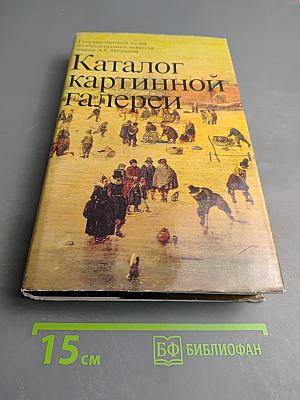 Государственный музей
изобразительных искусств
имени А.С.Пушкина
Каталог
картинной
галереи
15 см
БФ БИБЛИОФАН